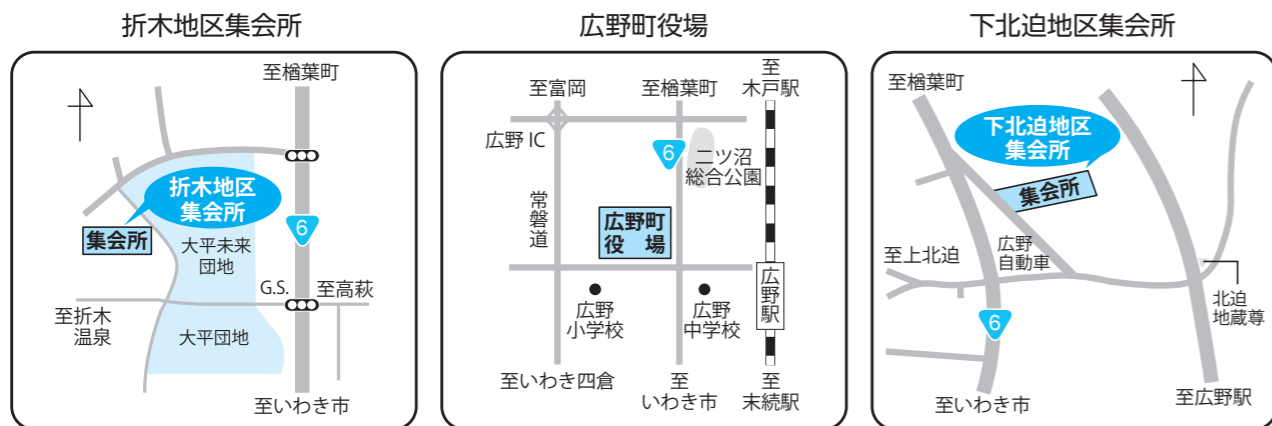 折木地区集会所
至楢葉町
折木地区
集会所
集会所
6
大平未来
団地
G.S.
至高萩
至折木
温泉
大平団地
至いわき市
広野町役場
至富岡
至楢葉町
至
木戸駅
広野 IC
6
二ツ沼
総合公園
常磐道
広野町
役 場
広野駅
広野
小学校
広野
中学校
至いわき四倉
至
いわき市
至
末続駅
下北迫地区集会所
至楢葉町
下北迫地区
集会所
集会所
至上北迫
広野
自動車
6
北迫
地蔵尊
至いわき市
至広野駅